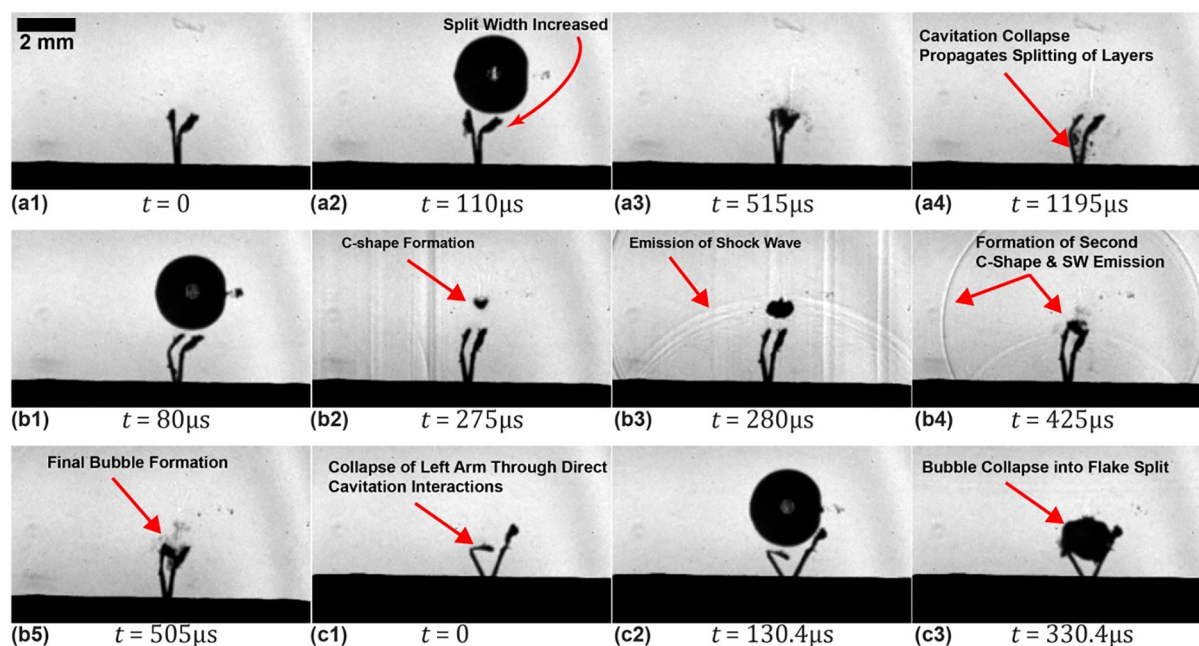 2 mm
Split Width Increased
Cavitation Collapse
Propagates Splitting of Layers
(a1) t = 0
(a2) t = 110μs
(a3) t = 515μs
(a4) t = 1195μs
C-shape Formation
Emission of Shock Wave
Formation of Second
C-Shape & SW Emission
(b1) t = 80μs
(b2) t = 275μs
(b3) t = 280μs
(b4) t = 425μs
Final Bubble Formation
Collapse of Left Arm Through Direct
Cavitation Interactions
Bubble Collapse into Flake Split
(b5) t = 505μs
(c1) t = 0
(c2) t = 130.4μs
(c3) t = 330.4μs